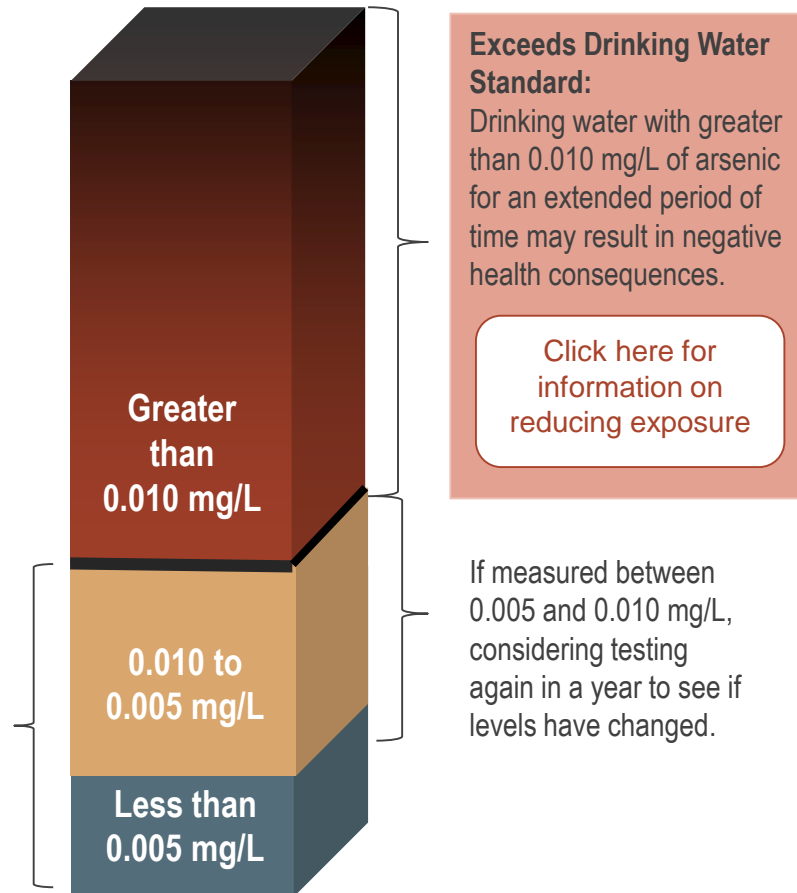 Exceeds Drinking Water
Standard:
Drinking water with greater
than 0.010 mg/L of arsenic
for an extended period of
time may result in negative
health consequences.
Click here for
information on
reducing exposure
Greater
than
0.010 mg/L
If measured between
0.005 and 0.010 mg/L,
considering testing
again in a year to see if
levels have changed.
0.010 to
0.005 mg/L
Less than
0.005 mg/L